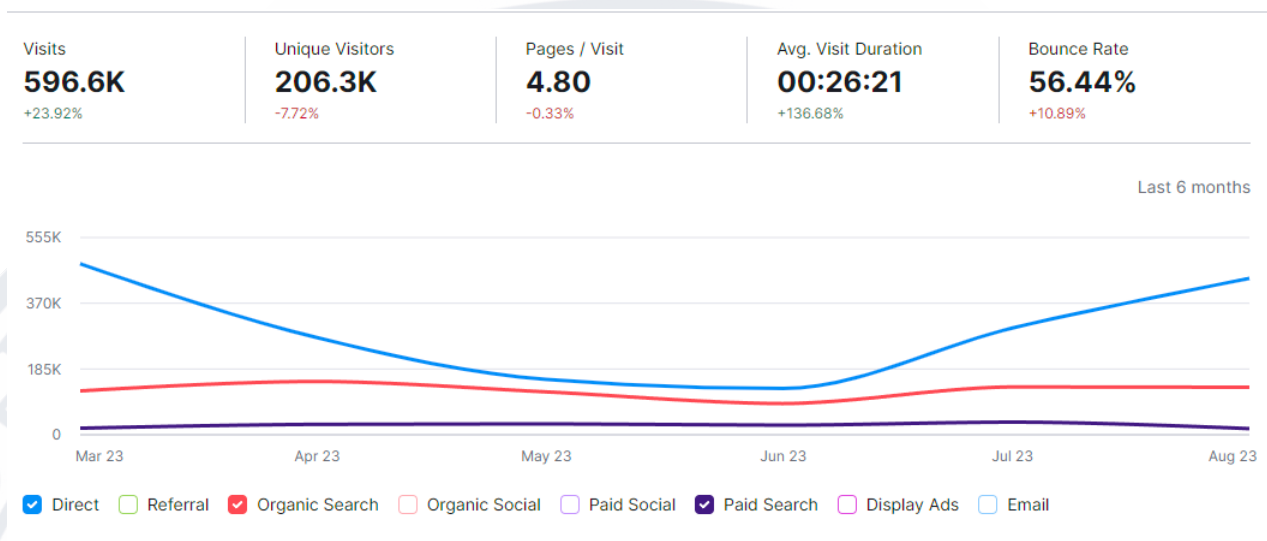 Visits
596.6K
+23.92%
Unique Visitors
206.3K
-7.72%
Pages / Visit
4.80
-0.33%
Avg. Visit Duration
00:26:21
+136.68%
Bounce Rate
56.44%
+10.89%
Last 6 months
555K
370K
185K
0
Mar 23 Apr 23 May 23 Jun 23 Jul 23 Aug 23
Direct Referral Organic Search Organic Social Paid Social Paid Search Display Ads Email